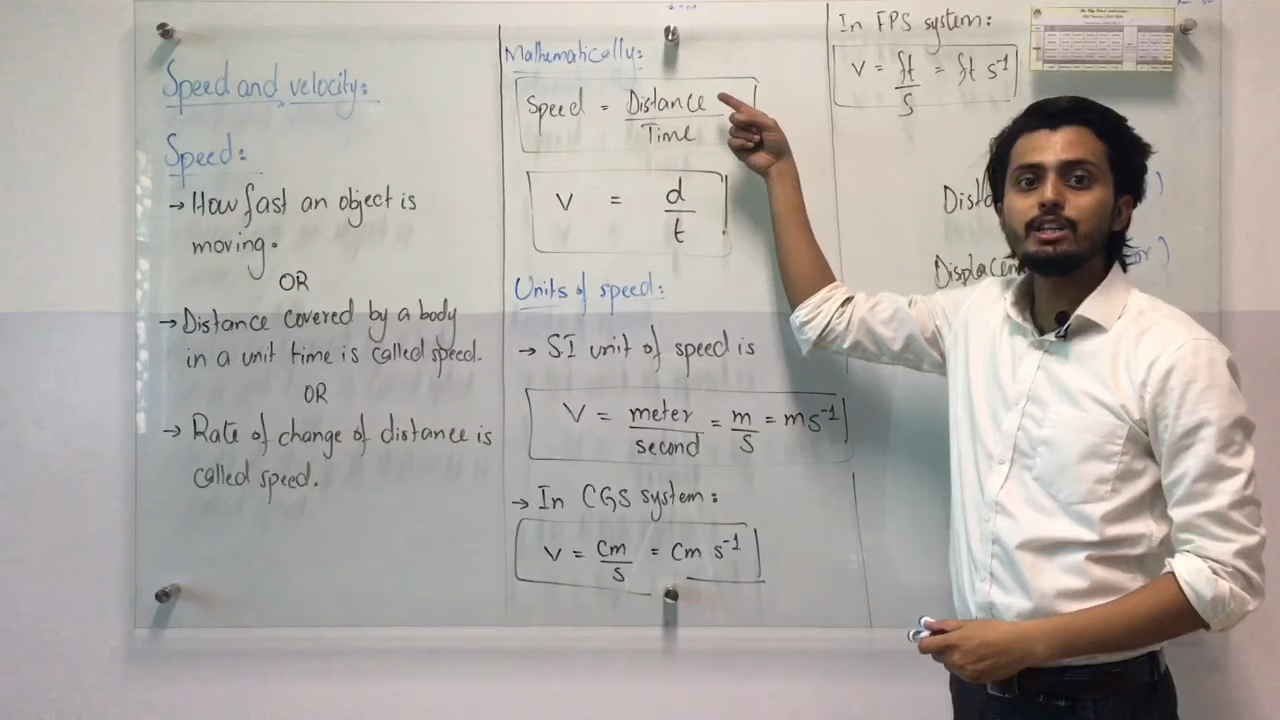 Speed and velocity:
Speed:
→ How fast an object is
moving.
OR
→ Distance covered by a body
in a unit time is called speed.
OR
→ Rate of change of distance is
called speed.
Mathematically:
Speed = Distance
Time
V = d
t
Units of speed:
→ S.I unit of speed is
V = meter = m = ms⁻¹
second s
→ In CGS system:
V = Cm = Cm s⁻¹
s
In FPS system:
V = ft = ft s⁻¹
s